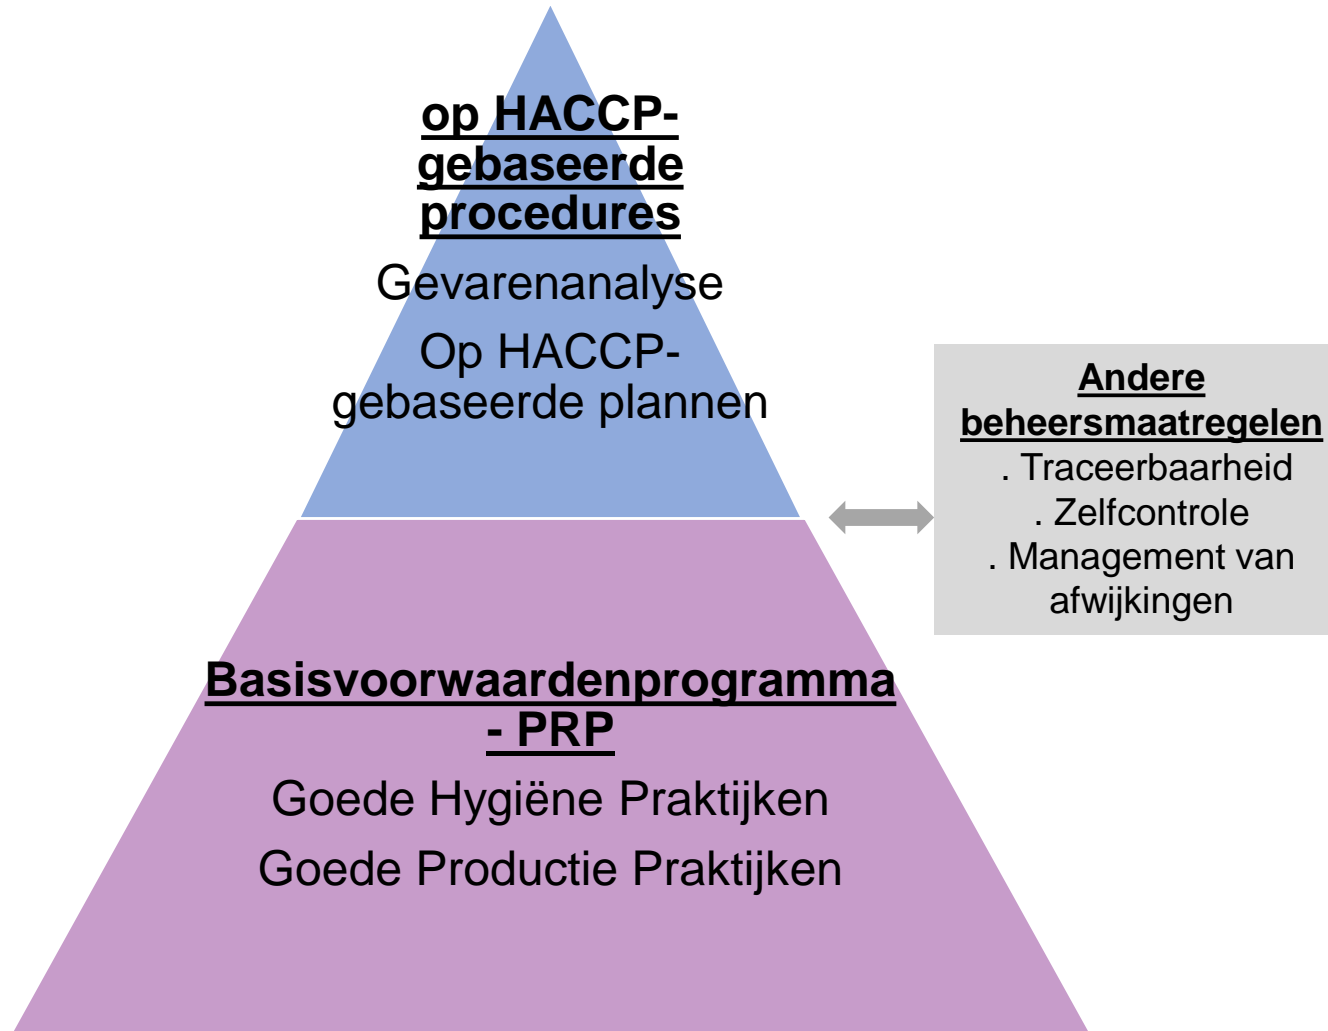 op HACCP-
gebaseerde
procedures
Gevarenanalyse
Op HACCP-
gebaseerde plannen
Andere
beheersmaatregelen
. Traceerbaarheid
. Zelfcontrole
. Management van
afwijkingen
Basisvoorwaardenprogramma
- PRP
Goede Hygiëne Praktijken
Goede Productie Praktijken